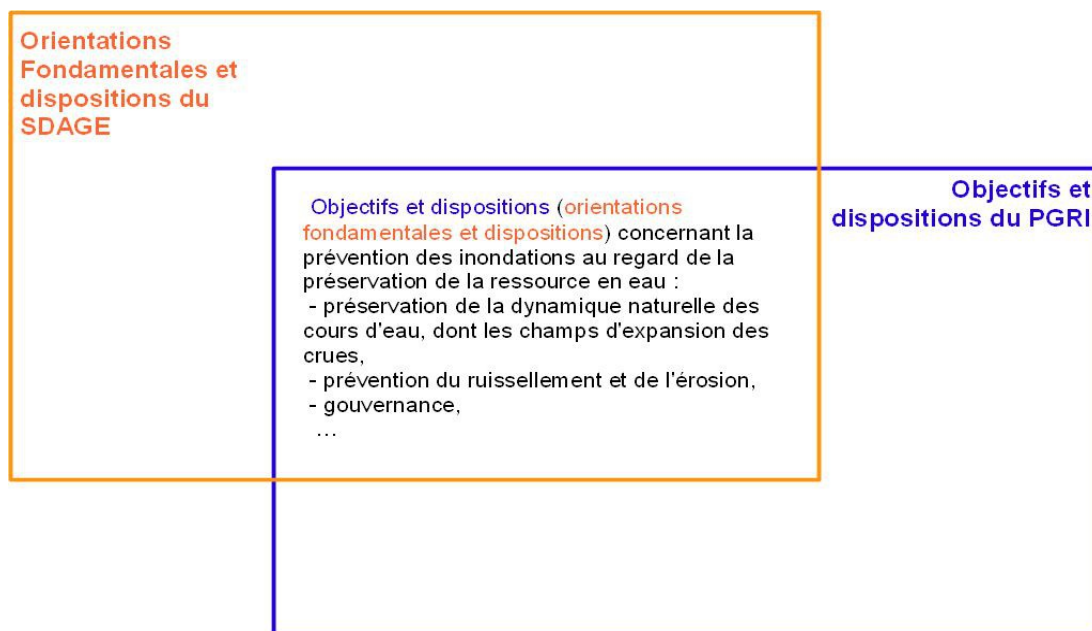 Orientations
Fondamentales et
dispositions du
SDAGE
Objectifs et
dispositions du PGRI
Objectifs et dispositions (orientations
fondamentales et dispositions) concernant la
prévention des inondations au regard de la
préservation de la ressource en eau :
- préservation de la dynamique naturelle des
cours d'eau, dont les champs d'expansion des
crues,
- prévention du ruissellement et de l'érosion,
- gouvernance,
...